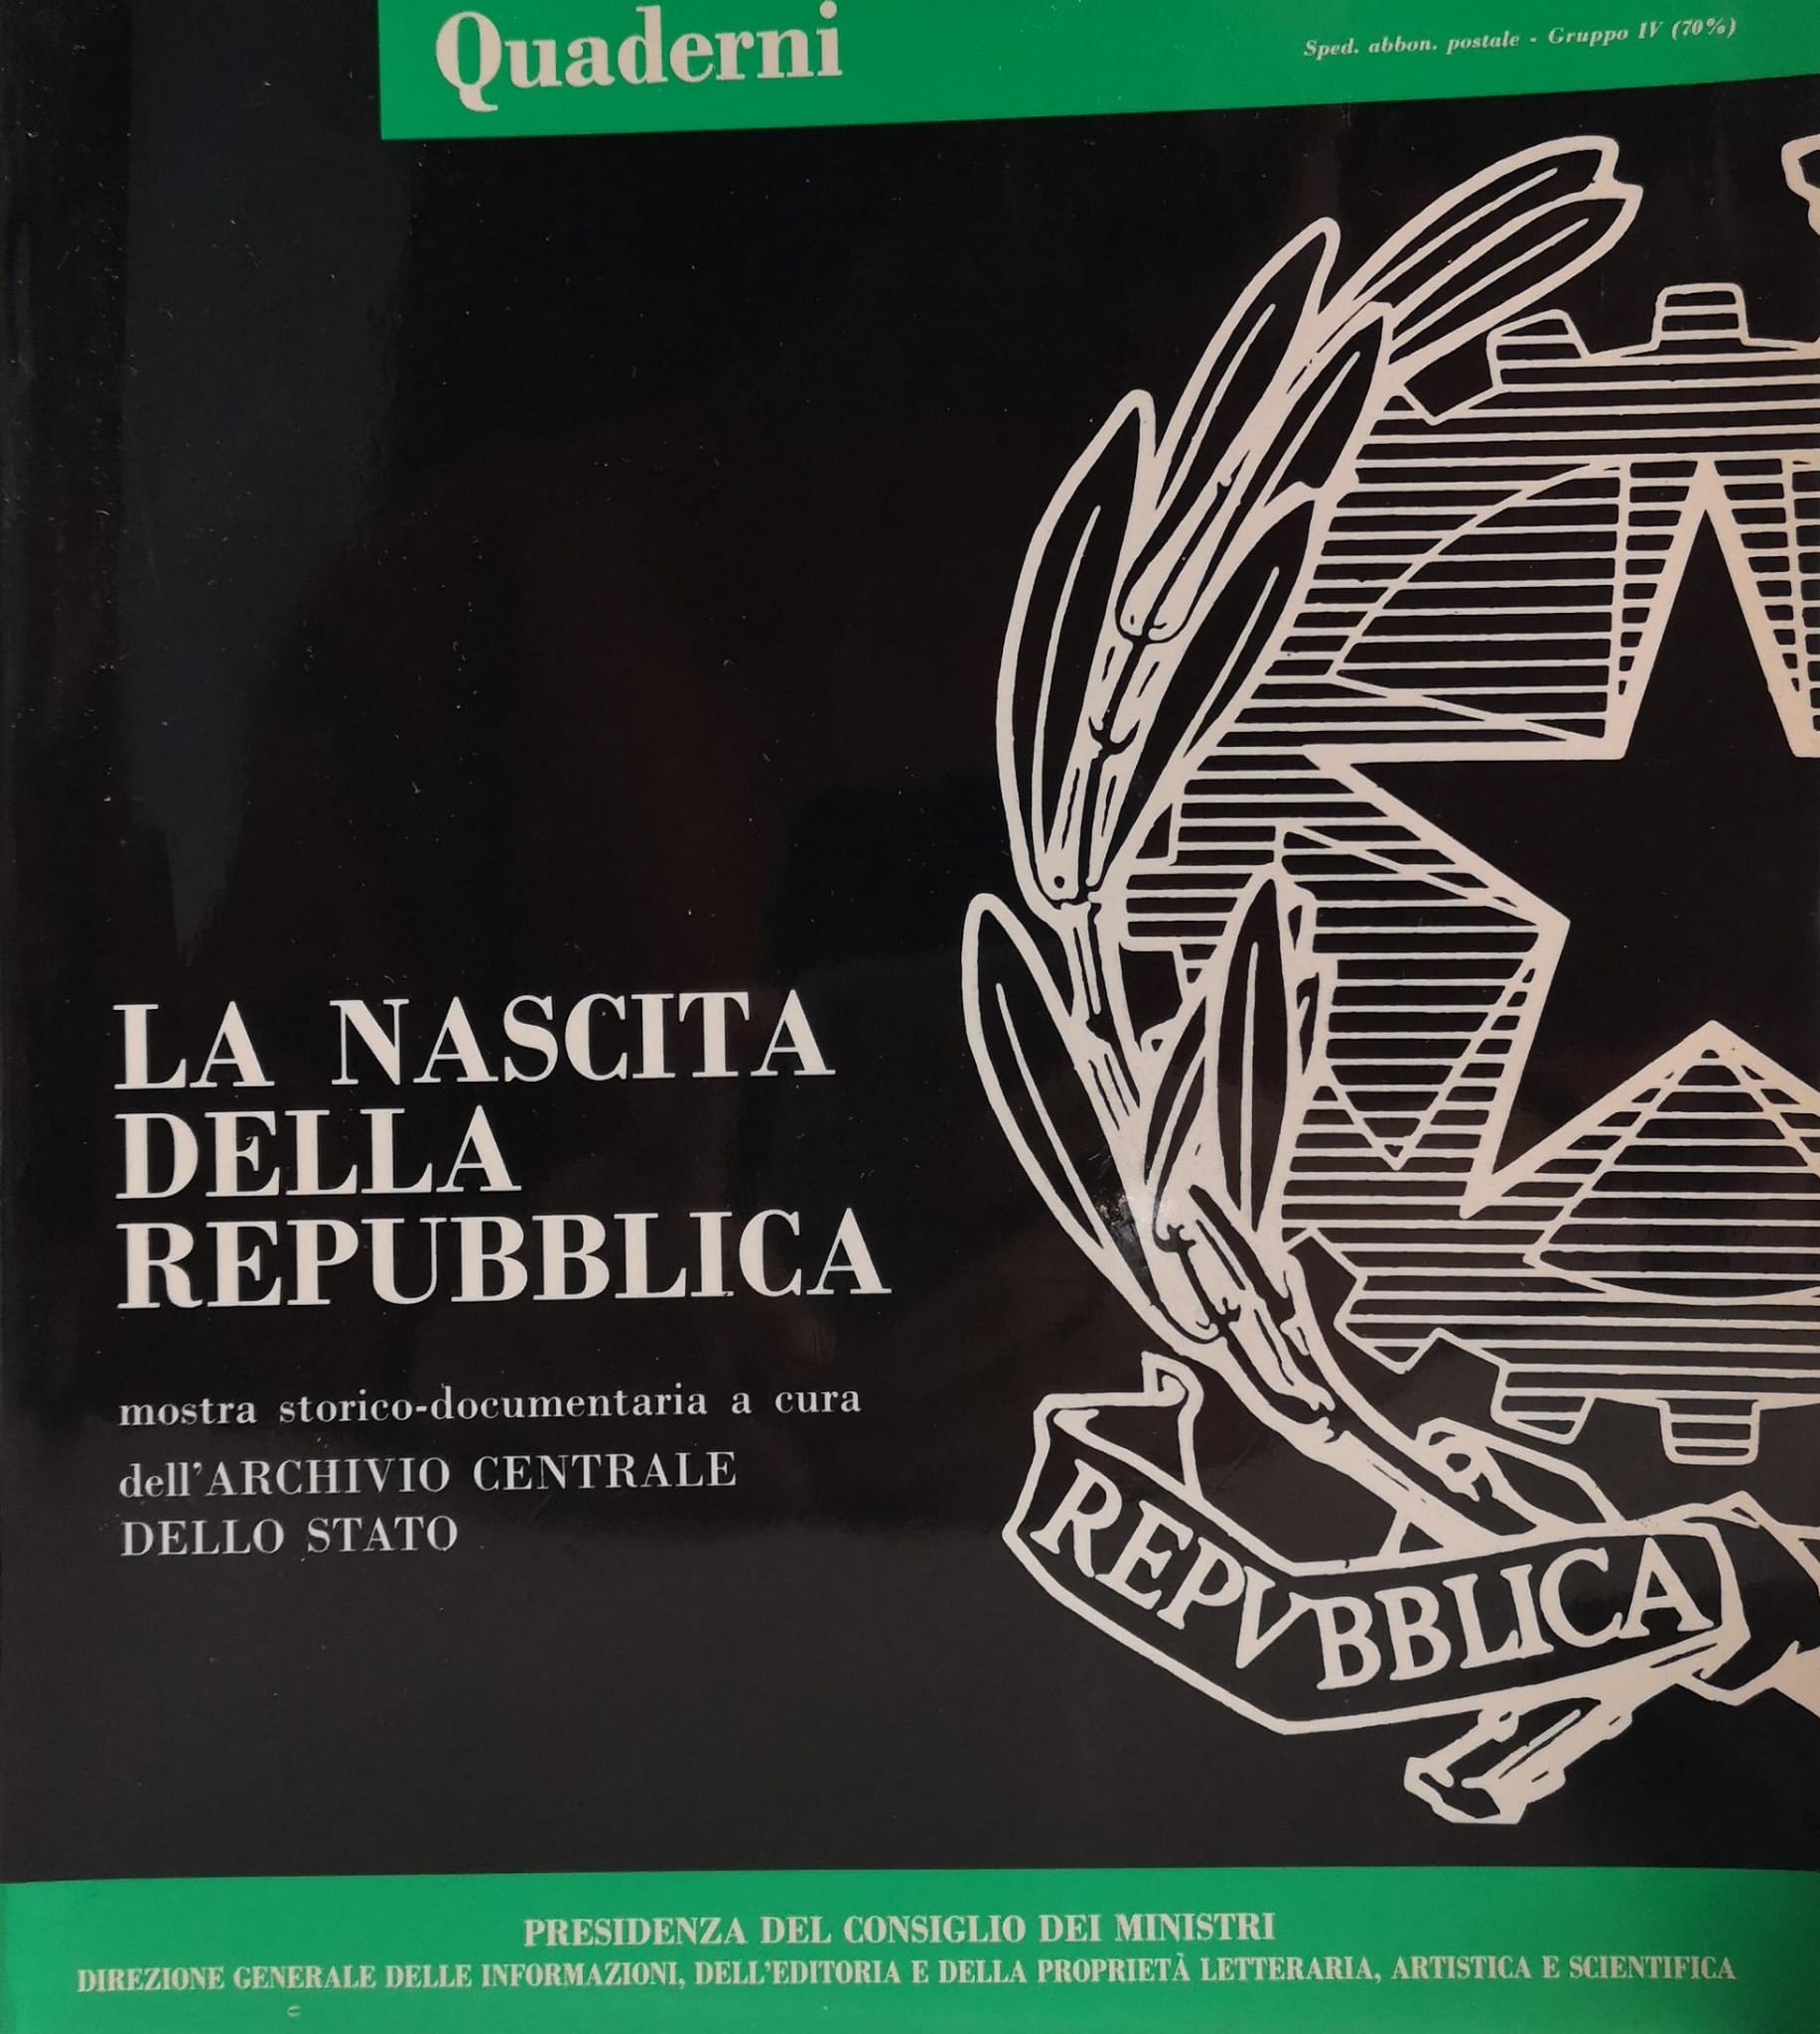 Quaderni
Sped. abbon. postale - Gruppo IV (70%)
LA NASCITA
DELLA
REPUBBLICA
mostra storico-documentaria a cura
dell'ARCHIVIO CENTRALE
DELLO STATO
REPVBBLICA
PRESIDENZA DEL CONSIGLIO DEI MINISTRI
DIREZIONE GENERALE DELLE INFORMAZIONI, DELL'EDITORIA E DELLA PROPRIETÀ LETTERARIA, ARTISTICA E SCIENTIFICA